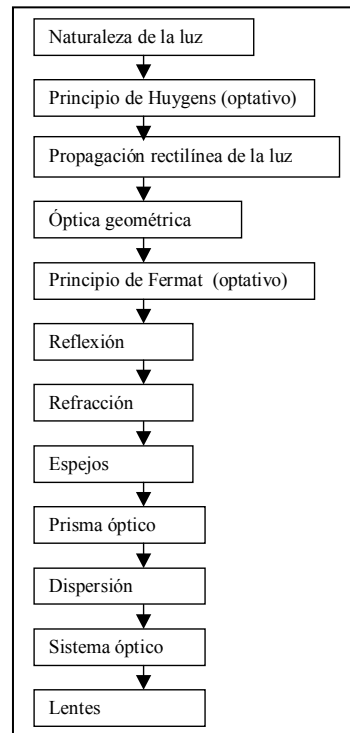 Naturaleza de la luz
Principio de Huygens (optativo)
Propagación rectilínea de la luz
Óptica geométrica
Principio de Fermat (optativo)
Reflexión
Refracción
Espejos
Prisma óptico
Dispersión
Sistema óptico
Lentes